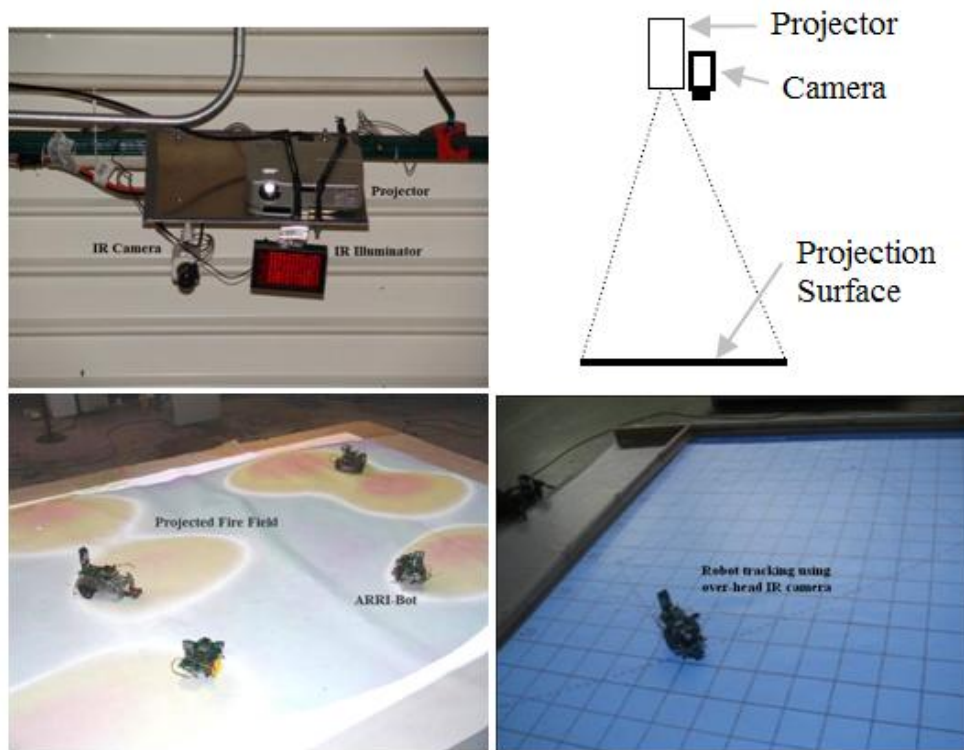 Projector
IR Camera
IR Illuminator
Projector
Camera
Projection
Surface
Projected Fire Field
ARRI-Bot
Robot tracking using
over-head IR camera